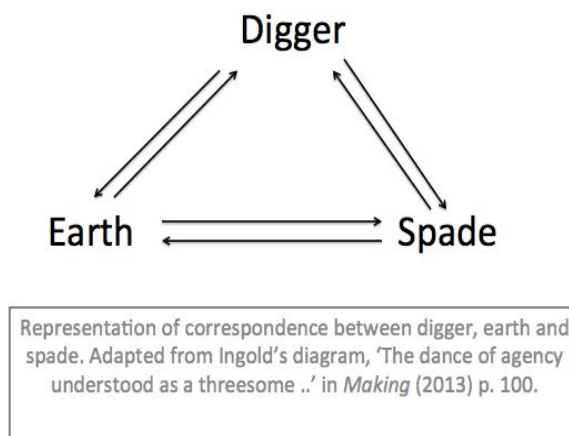 Digger
Earth
Spade
Representation of correspondence between digger, earth and
spade. Adapted from Ingold's diagram, 'The dance of agency
understood as a threesome ..' in Making (2013) p. 100.